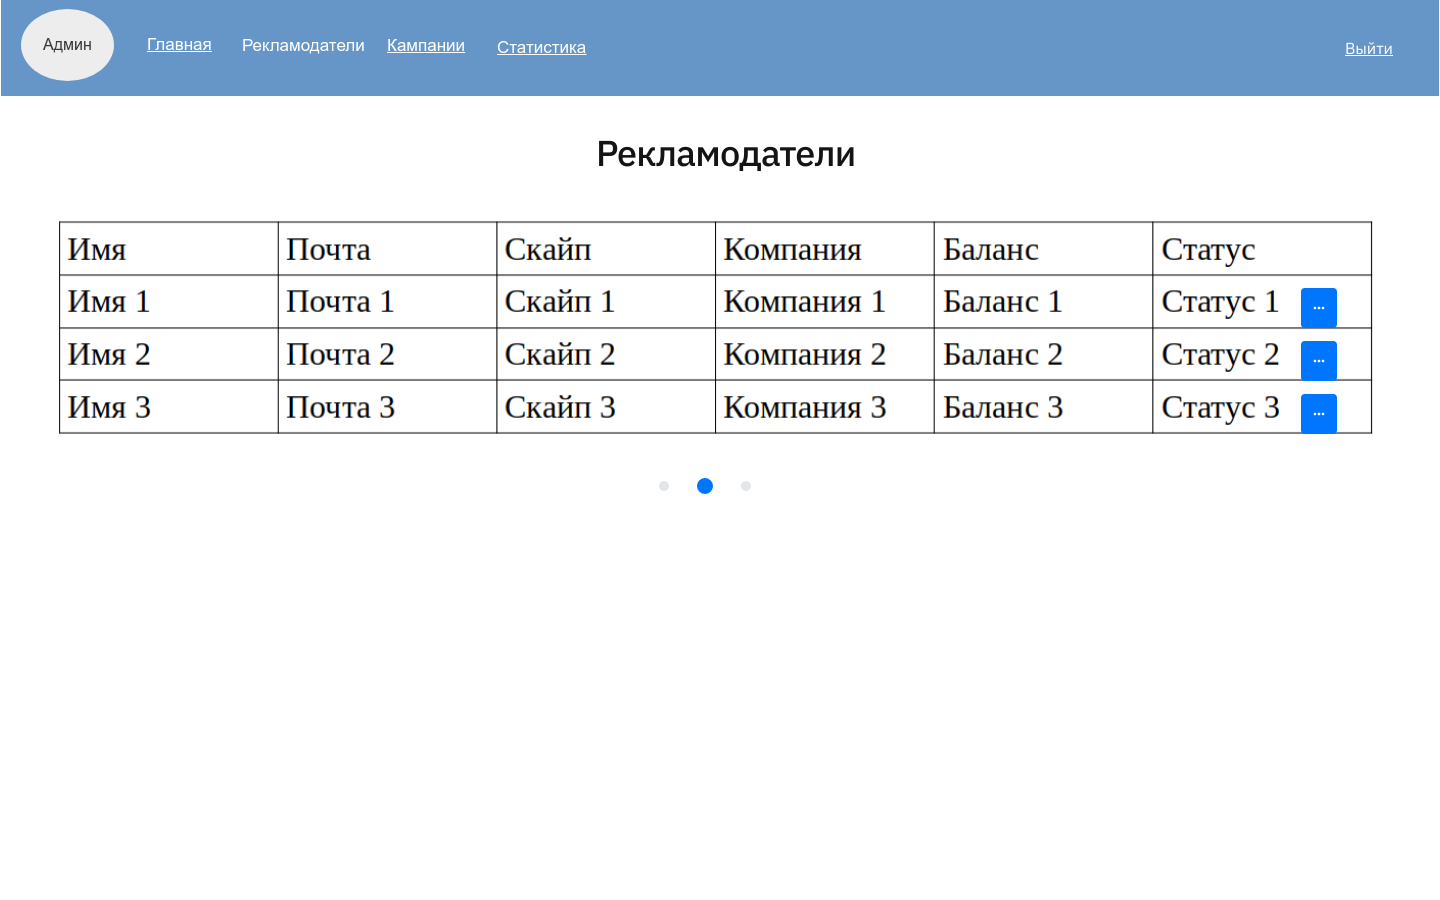 Админ Главная Рекламодатели Кампании Статистика Выйти
Рекламодатели
Имя Почта Скайп Компания Баланс Статус
Имя 1 Почта 1 Скайп 1 Компания 1 Баланс 1 Статус 1 ...
Имя 2 Почта 2 Скайп 2 Компания 2 Баланс 2 Статус 2 ...
Имя 3 Почта 3 Скайп 3 Компания 3 Баланс 3 Статус 3 ...